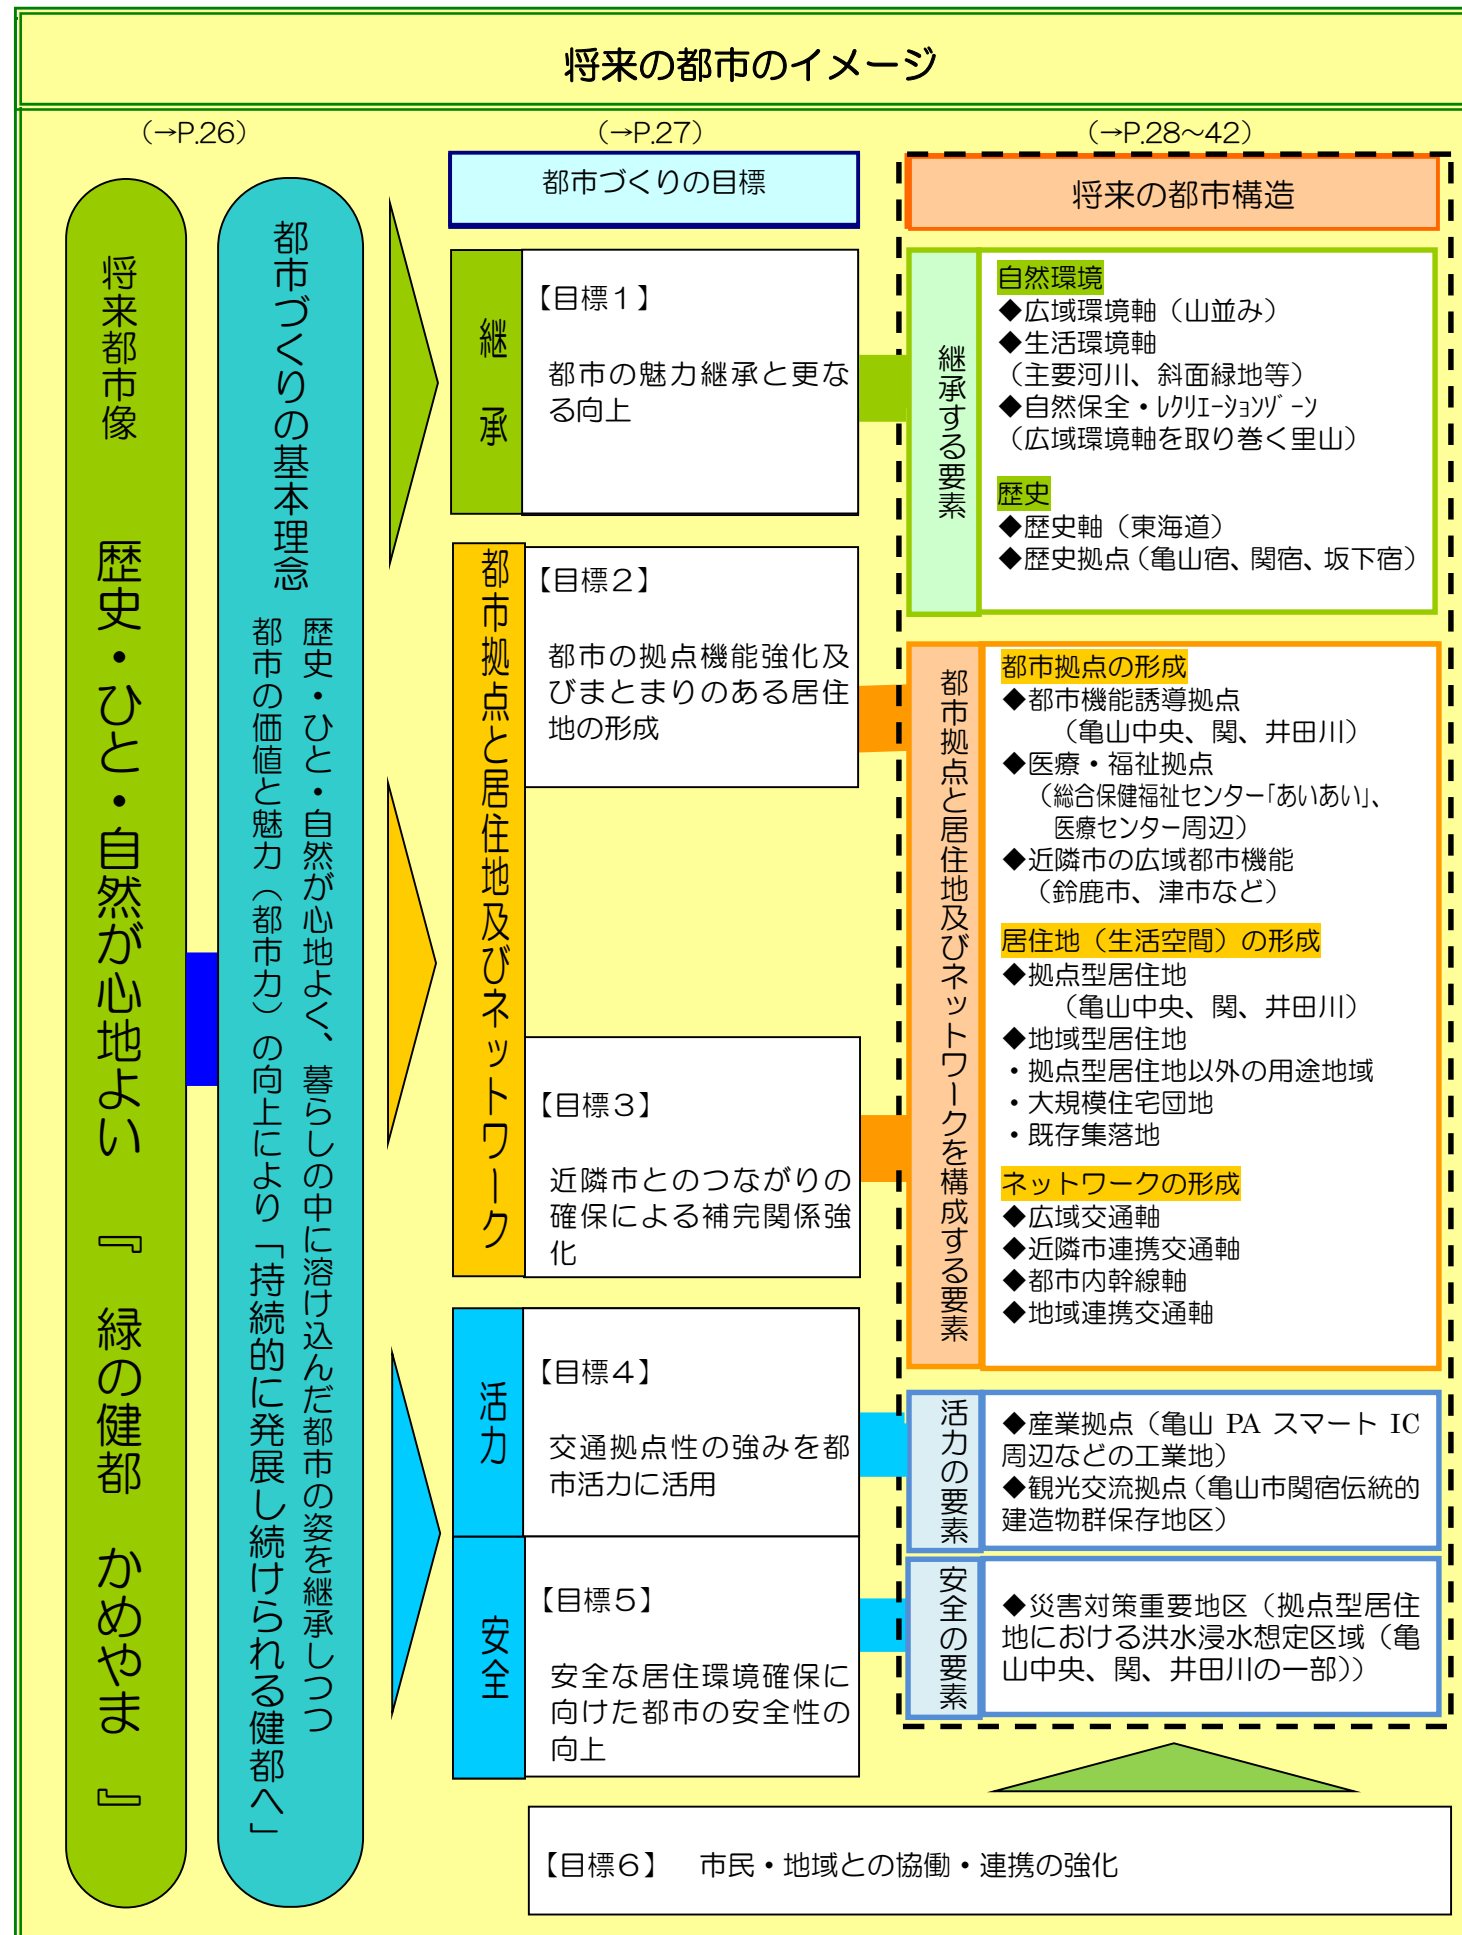 将来の都市のイメージ
（→P.26）
（→P.27）
（→P.28～42）
将来都市像　歴史・ひと・自然が心地よい『緑の健都　かめやま』
都市づくりの基本理念
歴史・ひと・自然が心地よく、暮らしの中に溶け込んだ都市の姿を継承しつつ
都市の価値と魅力（都市力）の向上により「持続的に発展し続けられる健都へ」
都市づくりの目標
継承
【目標１】
都市の魅力継承と更な
る向上
都市拠点と居住地及びネットワーク
【目標２】
都市の拠点機能強化及
びまとまりのある居住
地の形成
【目標３】
近隣市とのつながりの
確保による補完関係強
化
活力
【目標４】
交通拠点性の強みを都
市活力に活用
安全
【目標５】
安全な居住環境確保に
向けた都市の安全性の
向上
将来の都市構造
継承する要素
自然環境
◆広域環境軸（山並み）
◆生活環境軸
（主要河川、斜面緑地等）
◆自然保全・ﾚｸﾘｴｰｼｮﾝｿﾞｰﾝ
（広域環境軸を取り巻く里山）
歴史
◆歴史軸（東海道）
◆歴史拠点（亀山宿、関宿、坂下宿）
都市拠点と居住地及びネットワークを構成する要素
都市拠点の形成
◆都市機能誘導拠点
（亀山中央、関、井田川）
◆医療・福祉拠点
（総合保健福祉センター「あいあい」、
医療センター周辺）
◆近隣市の広域都市機能
（鈴鹿市、津市など）
居住地（生活空間）の形成
◆拠点型居住地
（亀山中央、関、井田川）
◆地域型居住地
・拠点型居住地以外の用途地域
・大規模住宅団地
・既存集落地
ネットワークの形成
◆広域交通軸
◆近隣市連携交通軸
◆都市内幹線軸
◆地域連携交通軸
活力の要素
◆産業拠点（亀山 PA スマート IC
周辺などの工業地）
◆観光交流拠点（亀山市関宿伝統的
建造物群保存地区）
安全の要素
◆災害対策重要地区（拠点型居住
地における洪水浸水想定区域（亀
山中央、関、井田川の一部））
【目標６】　市民・地域との協働・連携の強化